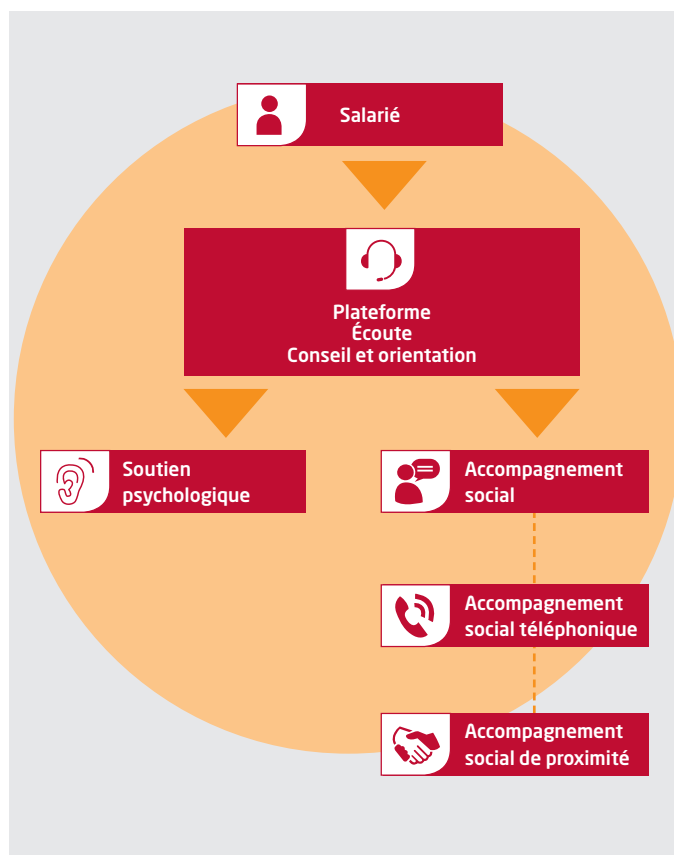 Salarié
Plateforme
Écoute
Conseil et orientation
Soutien
psychologique
Accompagnement
social
Accompagnement
social téléphonique
Accompagnement
social de proximité